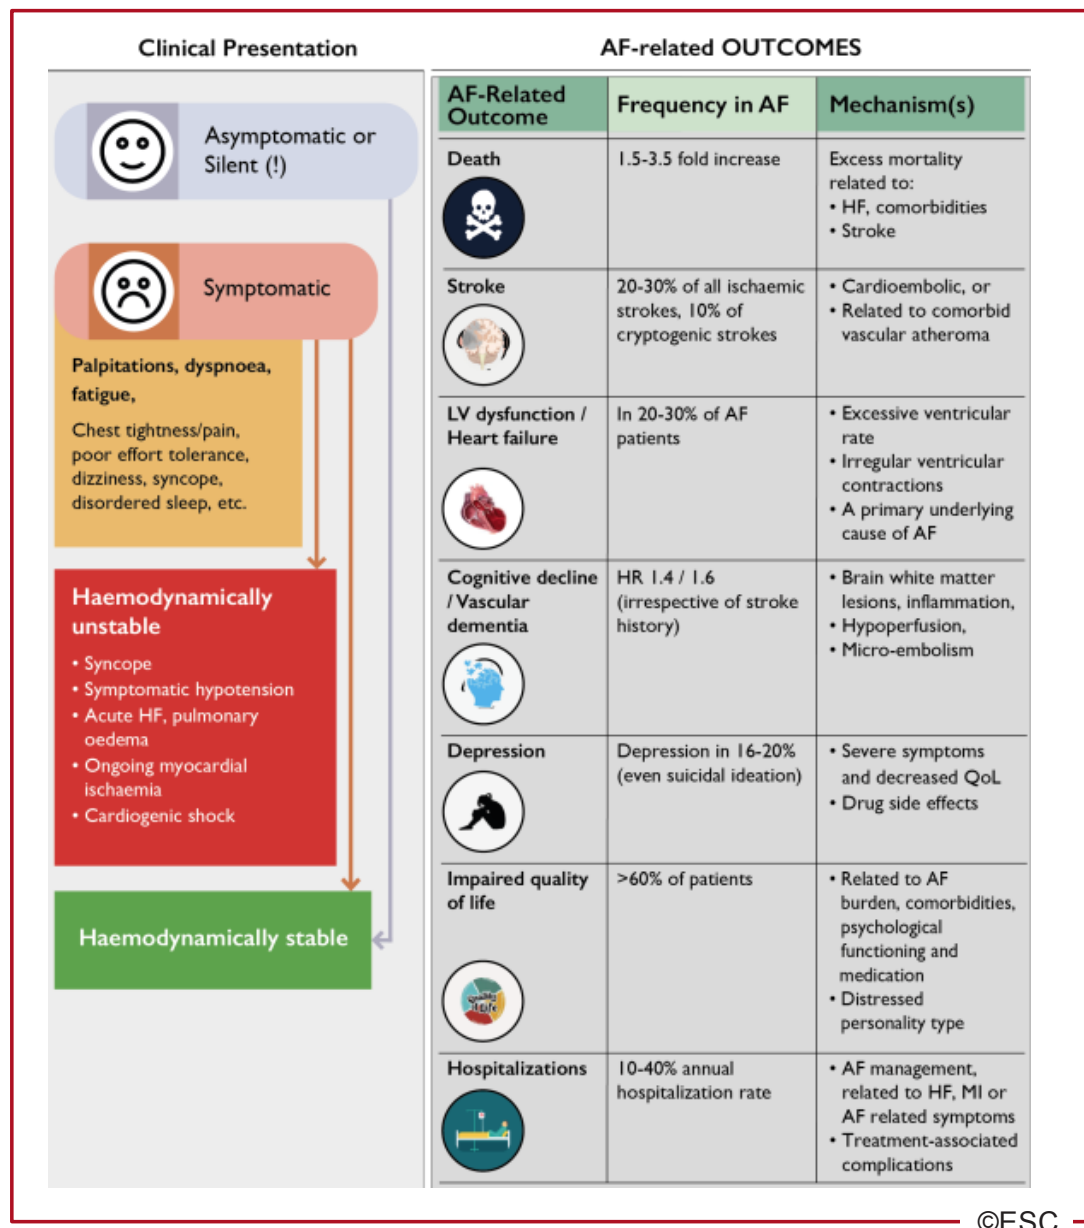 Clinical Presentation
Asymptomatic or
Silent (!)
Symptomatic
Palpitations, dyspnoea,
fatigue,
Chest tightness/pain,
poor effort tolerance,
dizziness, syncope,
disordered sleep, etc.
Haemodynamically
unstable
• Syncope
• Symptomatic hypotension
• Acute HF, pulmonary
oedema
• Ongoing myocardial
ischaemia
• Cardiogenic shock
Haemodynamically stable
AF-related OUTCOMES
AF-Related
Outcome
Frequency in AF
Mechanism(s)
Death
1.5-3.5 fold increase
Excess mortality
related to:
• HF, comorbidities
• Stroke
Stroke
20-30% of all ischaemic
strokes, 10% of
cryptogenic strokes
• Cardioembolic, or
• Related to comorbid
vascular atheroma
LV dysfunction /
Heart failure
In 20-30% of AF
patients
• Excessive ventricular
rate
• Irregular ventricular
contractions
• A primary underlying
cause of AF
Cognitive decline
/ Vascular
dementia
HR 1.4 / 1.6
(irrespective of stroke
history)
• Brain white matter
lesions, inflammation,
• Hypoperfusion,
• Micro-embolism
Depression
Depression in 16-20%
(even suicidal ideation)
• Severe symptoms
and decreased QoL
• Drug side effects
Impaired quality
of life
Quality
of Life
>60% of patients
• Related to AF
burden, comorbidities,
psychological
functioning and
medication
• Distressed
personality type
Hospitalizations
10-40% annual
hospitalization rate
• AF management,
related to HF, MI or
AF related symptoms
• Treatment-associated
complications
©ESC